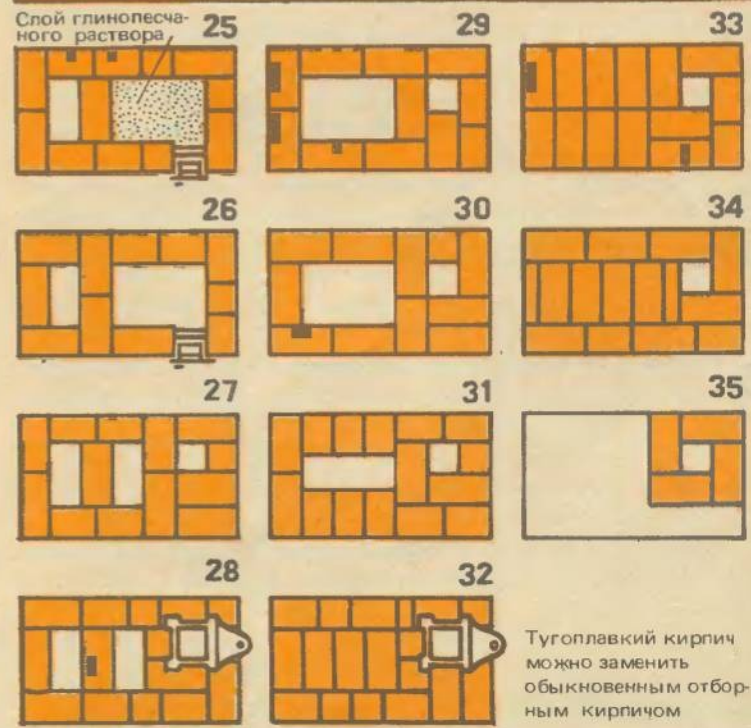 Слой глинопесча-
ного раствора
25 29 33
26 30 34
27 31 35
28 32
Тугоплавкий кирпич
можно заменить
обыкновенным отбор-
ным кирпичом